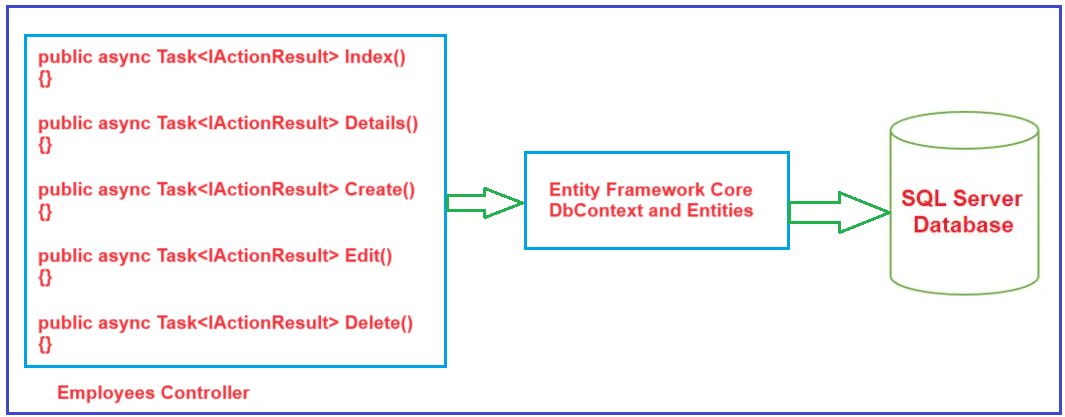 public async Task<IActionResult> Index()
{}
public async Task<IActionResult> Details()
{}
public async Task<IActionResult> Create()
{}
public async Task<IActionResult> Edit()
{}
public async Task<IActionResult> Delete()
{}
Employees Controller
Entity Framework Core
DbContext and Entities
SQL Server
Database